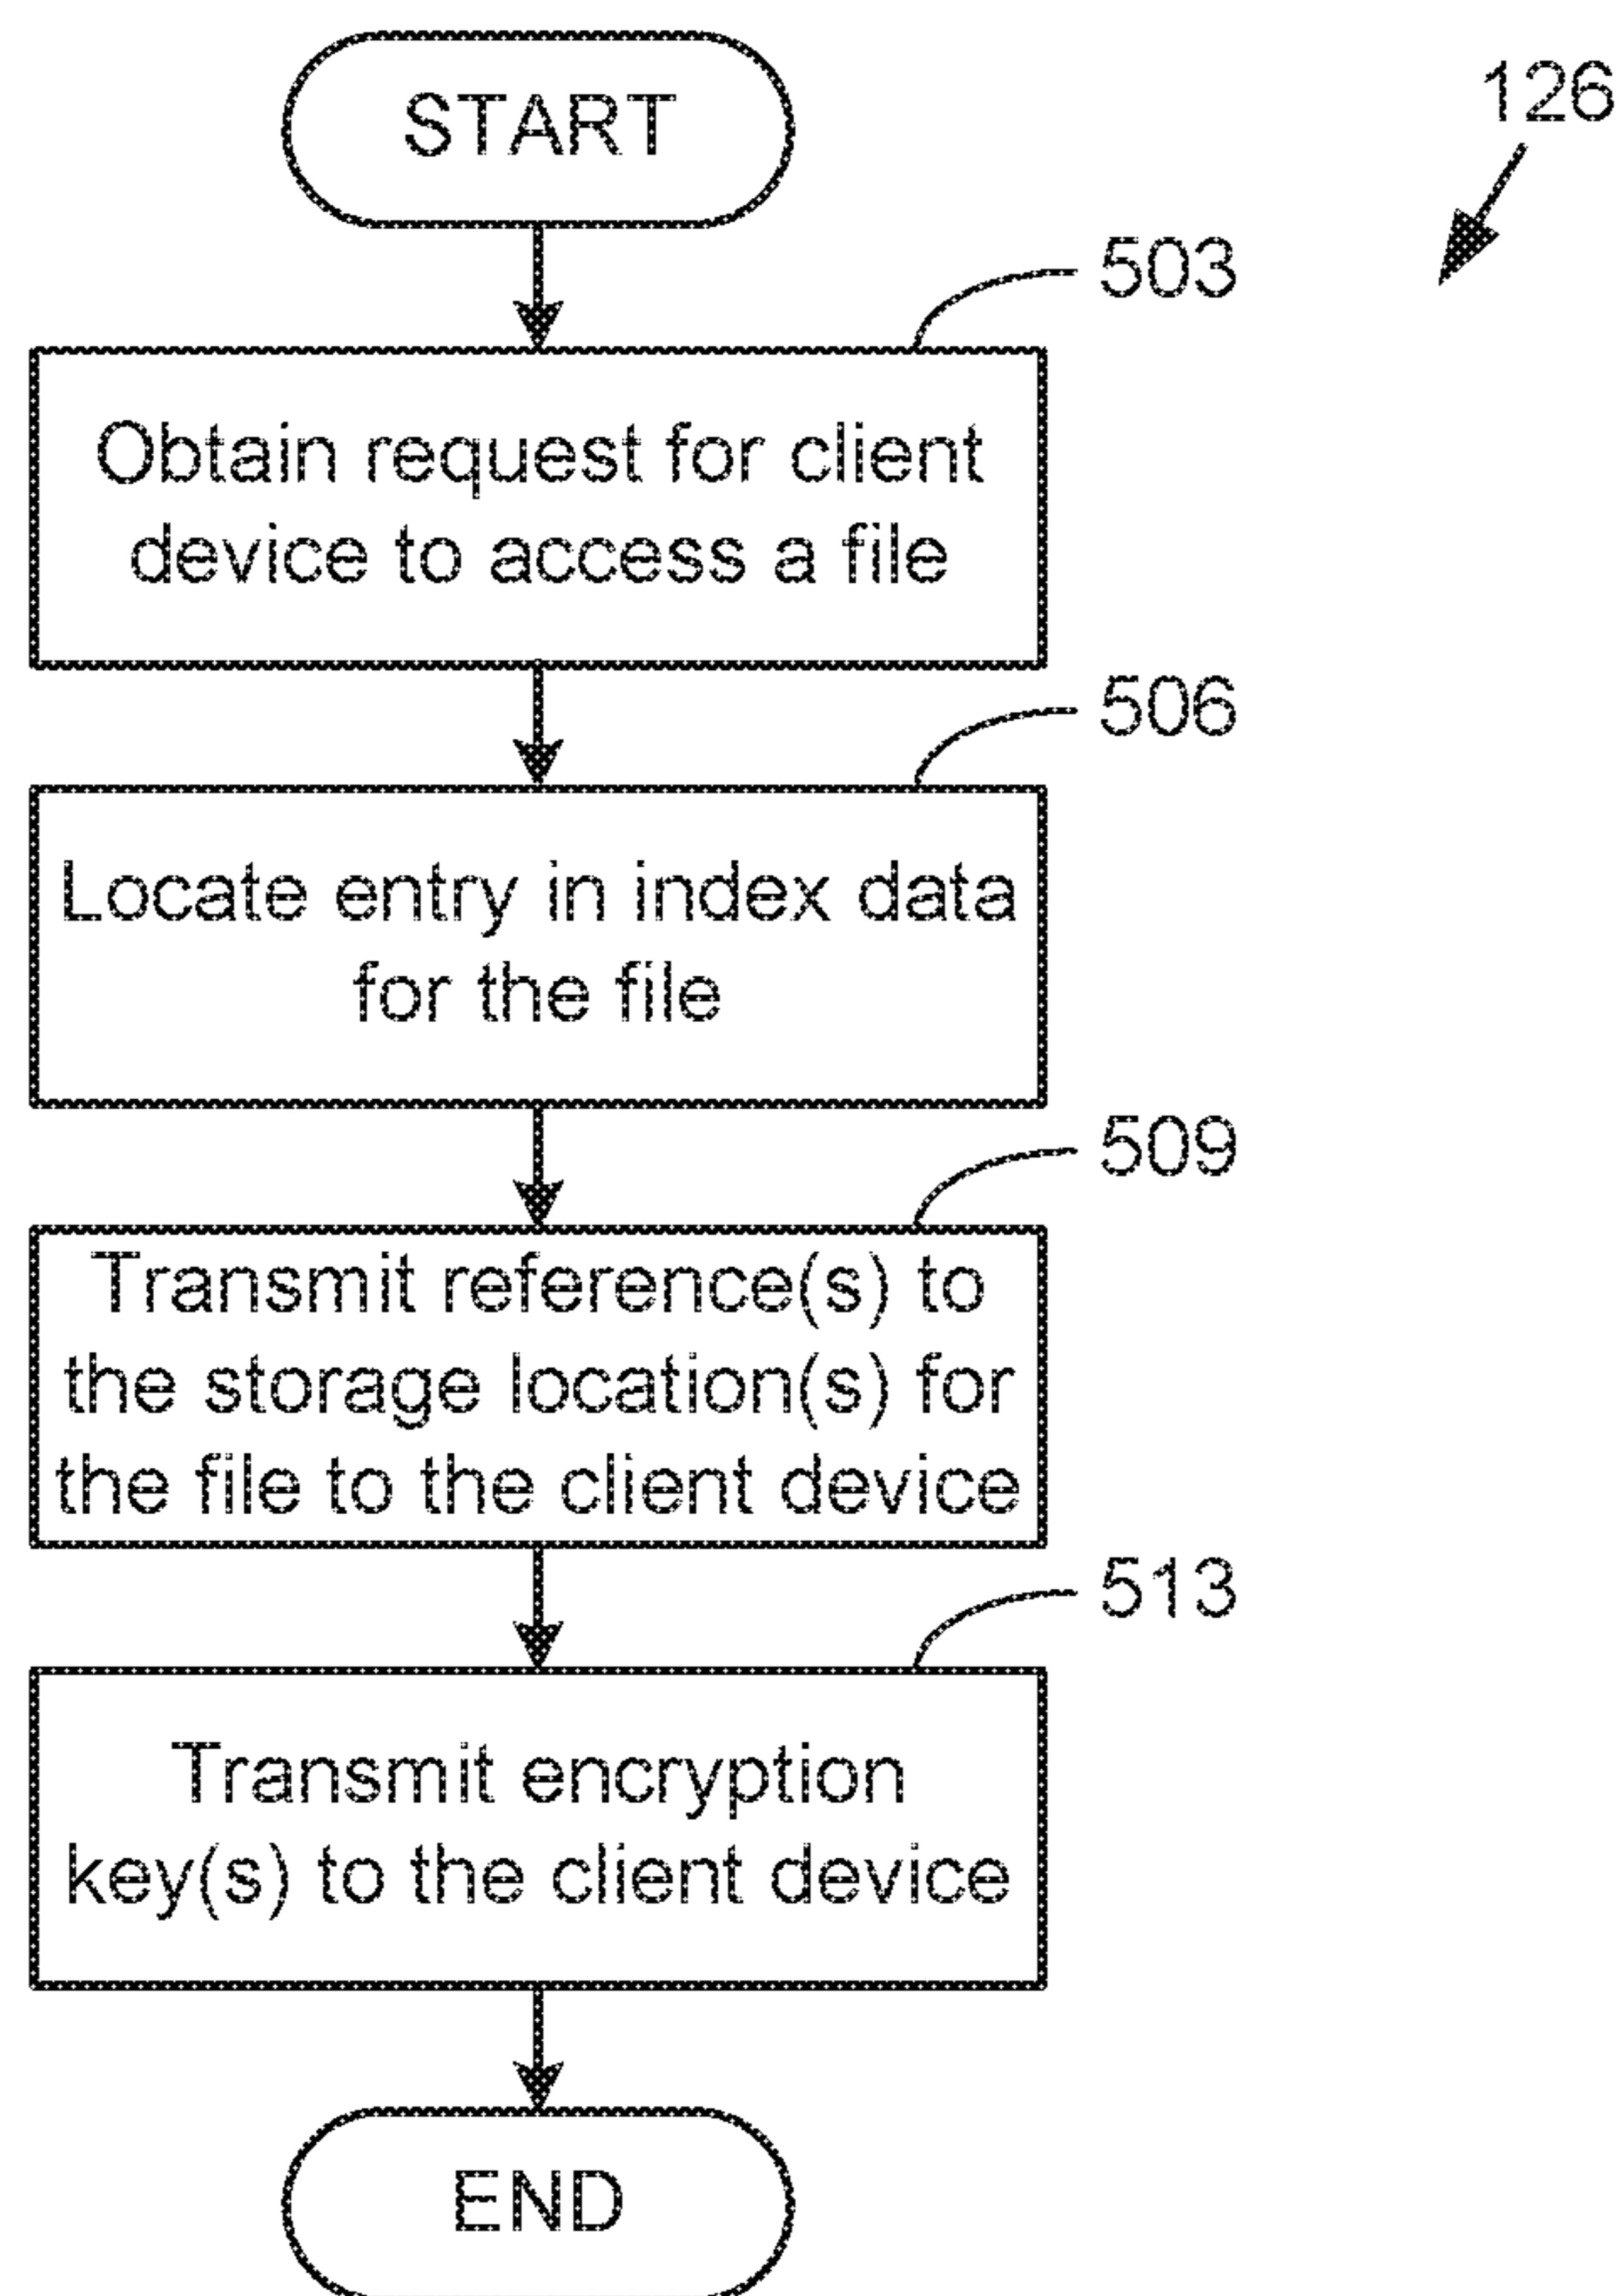 START
126
503
Obtain request for client
device to access a file
506
Locate entry in index data
for the file
509
Transmit reference(s) to
the storage location(s) for
the file to the client device
513
Transmit encryption
key(s) to the client device
END